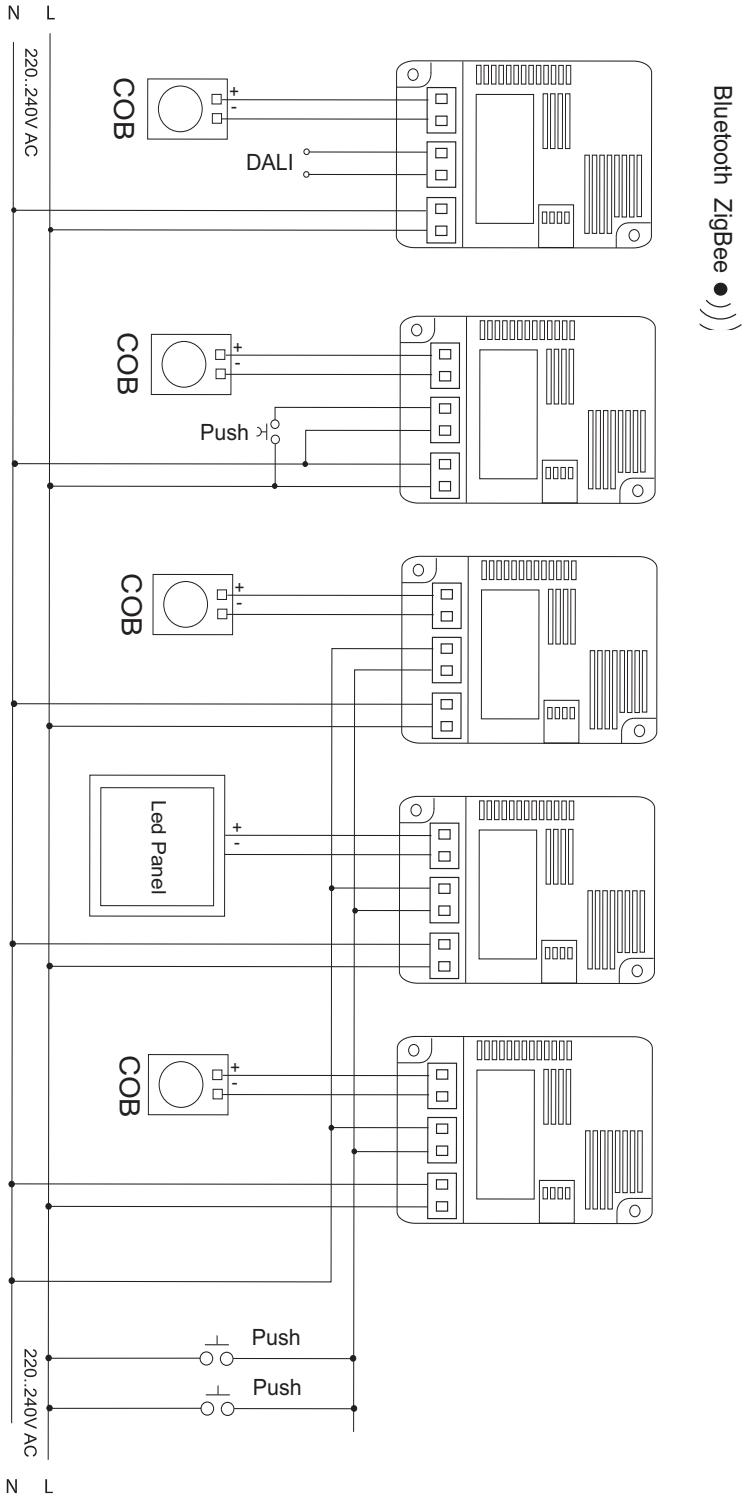 N L
220..240V AC
COB
+
-
DALI
Bluetooth ZigBee
COB
+
-
Push
COB
+
-
Led Panel
+
-
COB
+
-
Push
Push
220..240V AC
N L